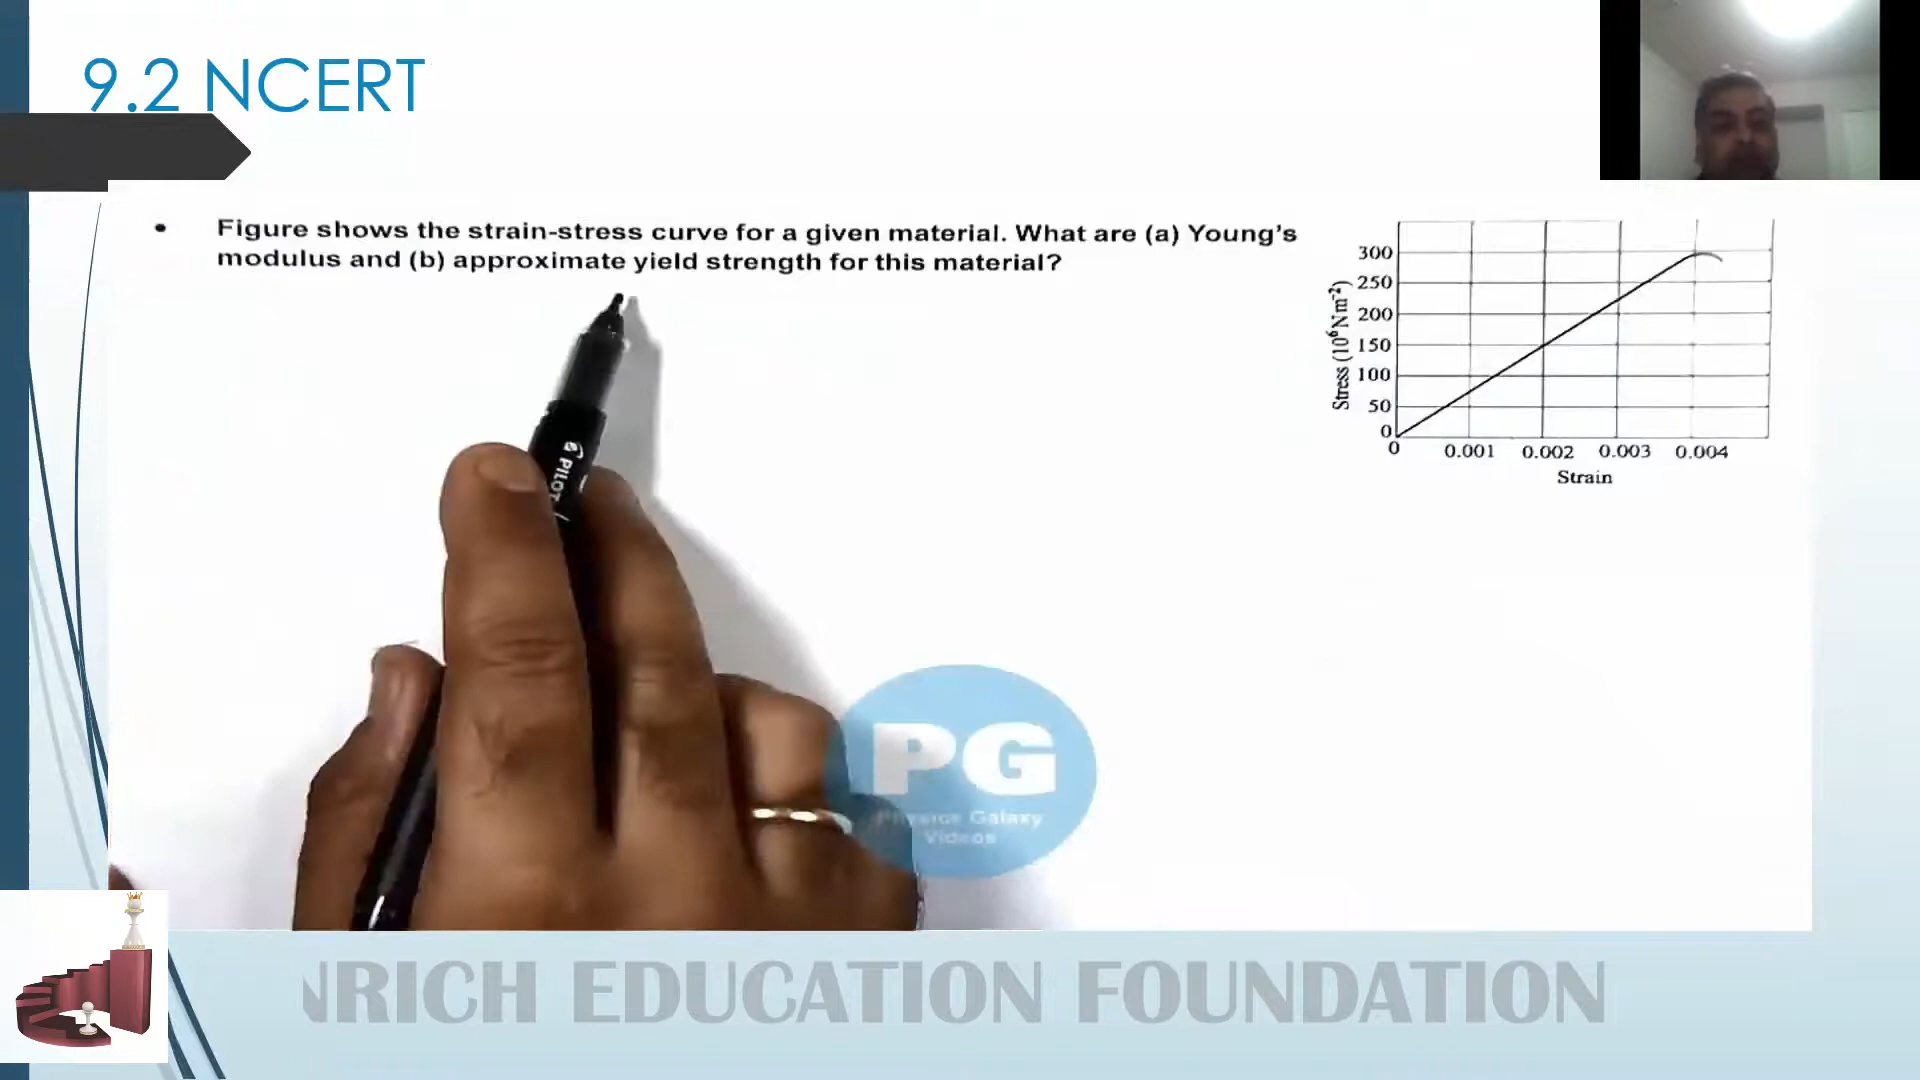 9.2 NCERT
• Figure shows the strain-stress curve for a given material. What are (a) Young's
modulus and (b) approximate yield strength for this material?
300
250
200
150
100
50
0
Stress (10⁶Nm⁻²)
0 0.001 0.002 0.003 0.004
Strain
PILOT
PG
Physics Galaxy
Videos
NRICH EDUCATION FOUNDATION